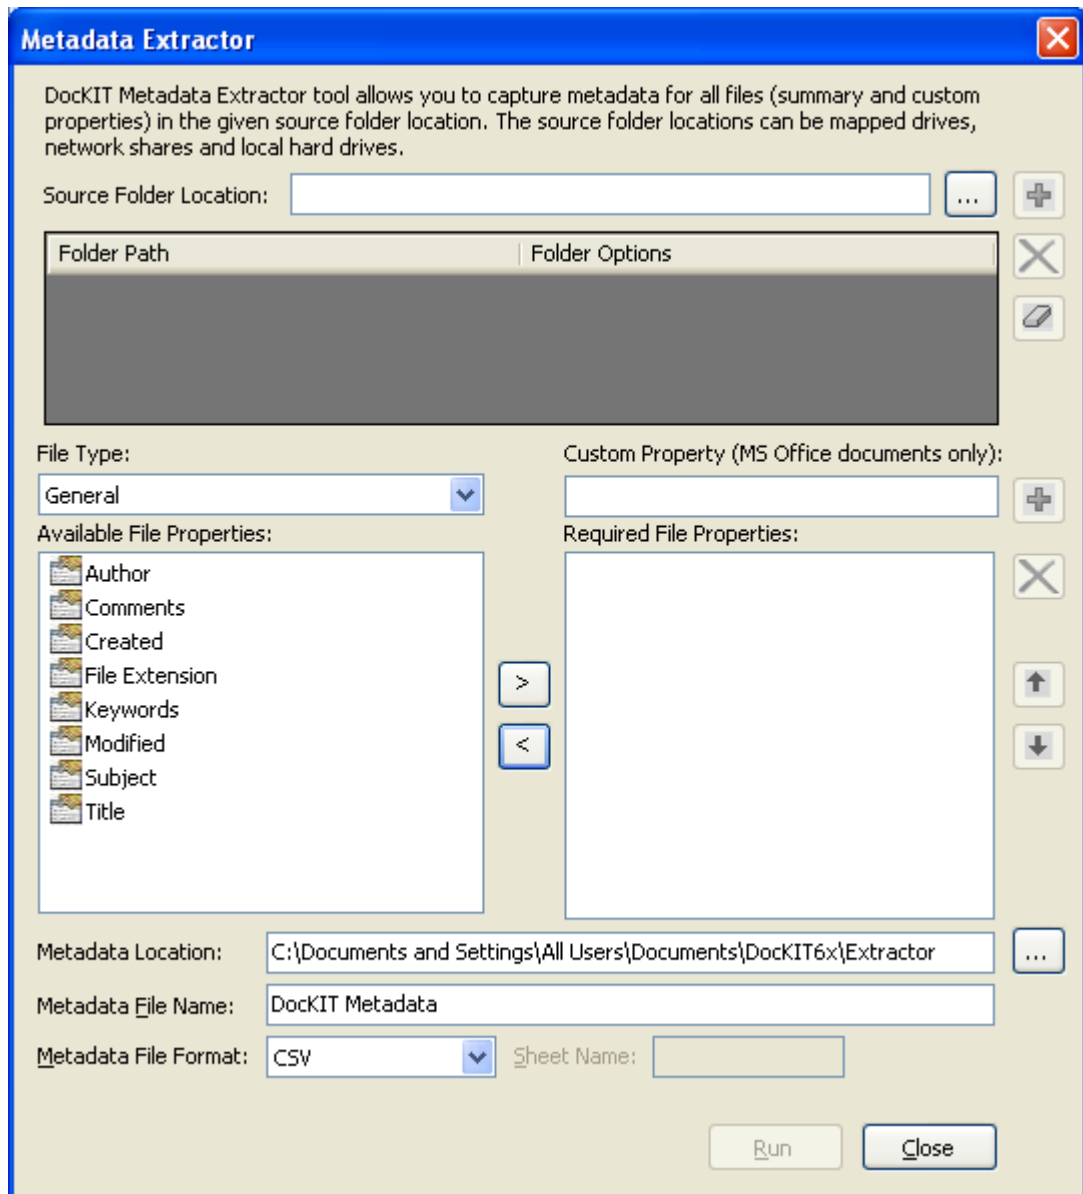 Metadata Extractor
DocKIT Metadata Extractor tool allows you to capture metadata for all files (summary and custom
properties) in the given source folder location. The source folder locations can be mapped drives,
network shares and local hard drives.
Source Folder Location:
...
Folder Path
Folder Options
File Type:
Custom Property (MS Office documents only):
General
Available File Properties:
Required File Properties:
Author
Comments
Created
File Extension
Keywords
Modified
Subject
Title
>
<
Metadata Location:
C:\Documents and Settings\All Users\Documents\DocKIT6x\Extractor
...
Metadata File Name:
DocKIT Metadata
Metadata File Format:
CSV
Sheet Name:
Run
Close